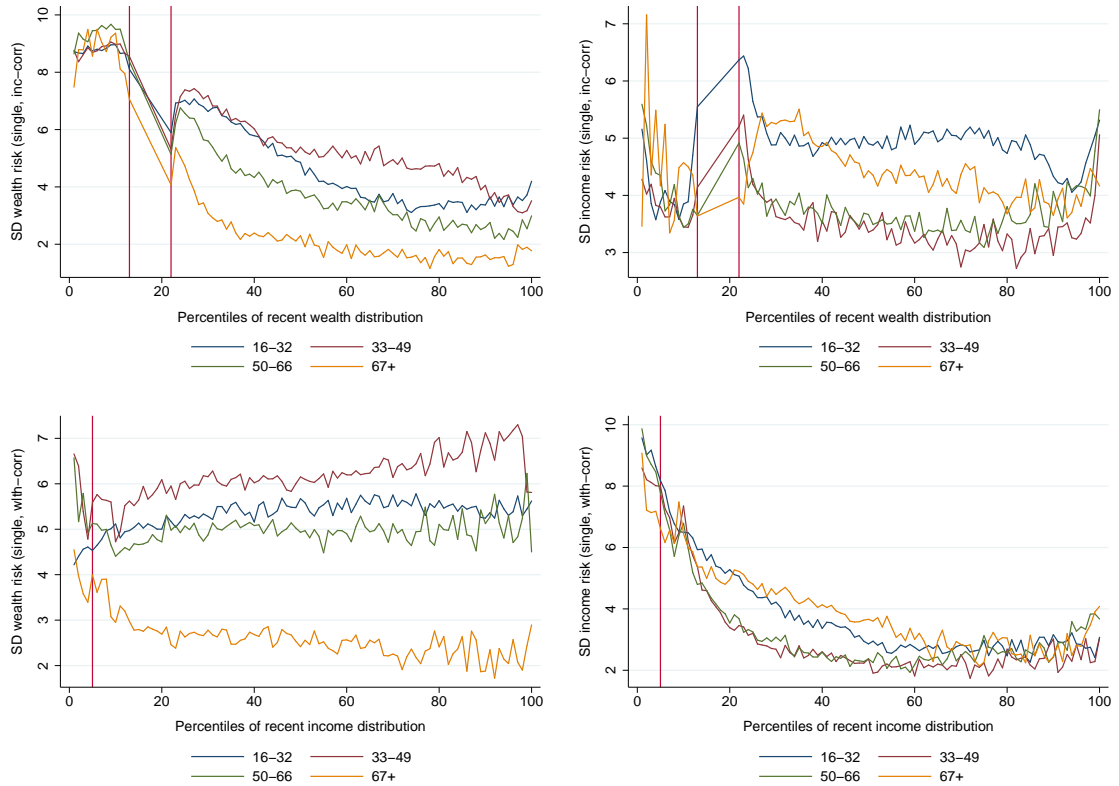 SD wealth risk (single, inc−corr)
10
8
6
4
2
0 20 40 60 80 100
Percentiles of recent wealth distribution
16−32 33−49
50−66 67+
SD income risk (single, inc−corr)
7
6
5
4
3
0 20 40 60 80 100
Percentiles of recent wealth distribution
16−32 33−49
50−66 67+
SD wealth risk (single, wlth−corr)
7
6
5
4
3
2
0 20 40 60 80 100
Percentiles of recent income distribution
16−32 33−49
50−66 67+
SD income risk (single, wlth−corr)
10
8
6
4
2
0 20 40 60 80 100
Percentiles of recent income distribution
16−32 33−49
50−66 67+